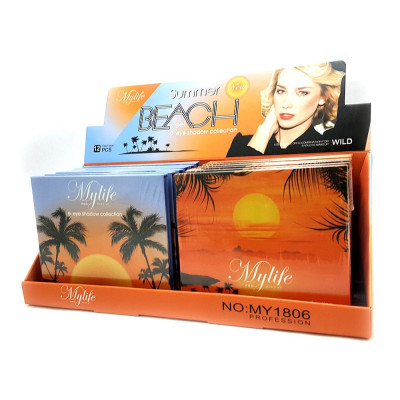 Mylife
Summer
BEACH
eye shadow collection
12 PCS
WILD
Mylife
eye shadow collection
Mylife
Mylife
NO:MY1806
PROFESSION